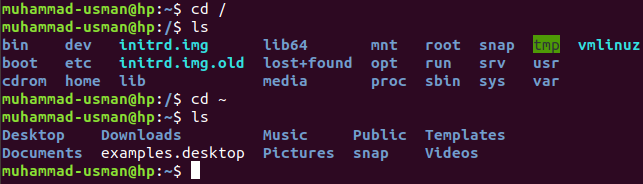 muhammad-usman@hp:~$ cd /
muhammad-usman@hp:/$ ls
bin    dev   initrd.img      lib64       mnt   root  snap  tmp  vmlinuz
boot   etc   initrd.img.old  lost+found  opt   run   srv   usr
cdrom  home  lib             media       proc  sbin  sys   var
muhammad-usman@hp:/$ cd ~
muhammad-usman@hp:~$ ls
Desktop    Downloads         Music     Public  Templates
Documents  examples.desktop  Pictures  snap    Videos
muhammad-usman@hp:~$